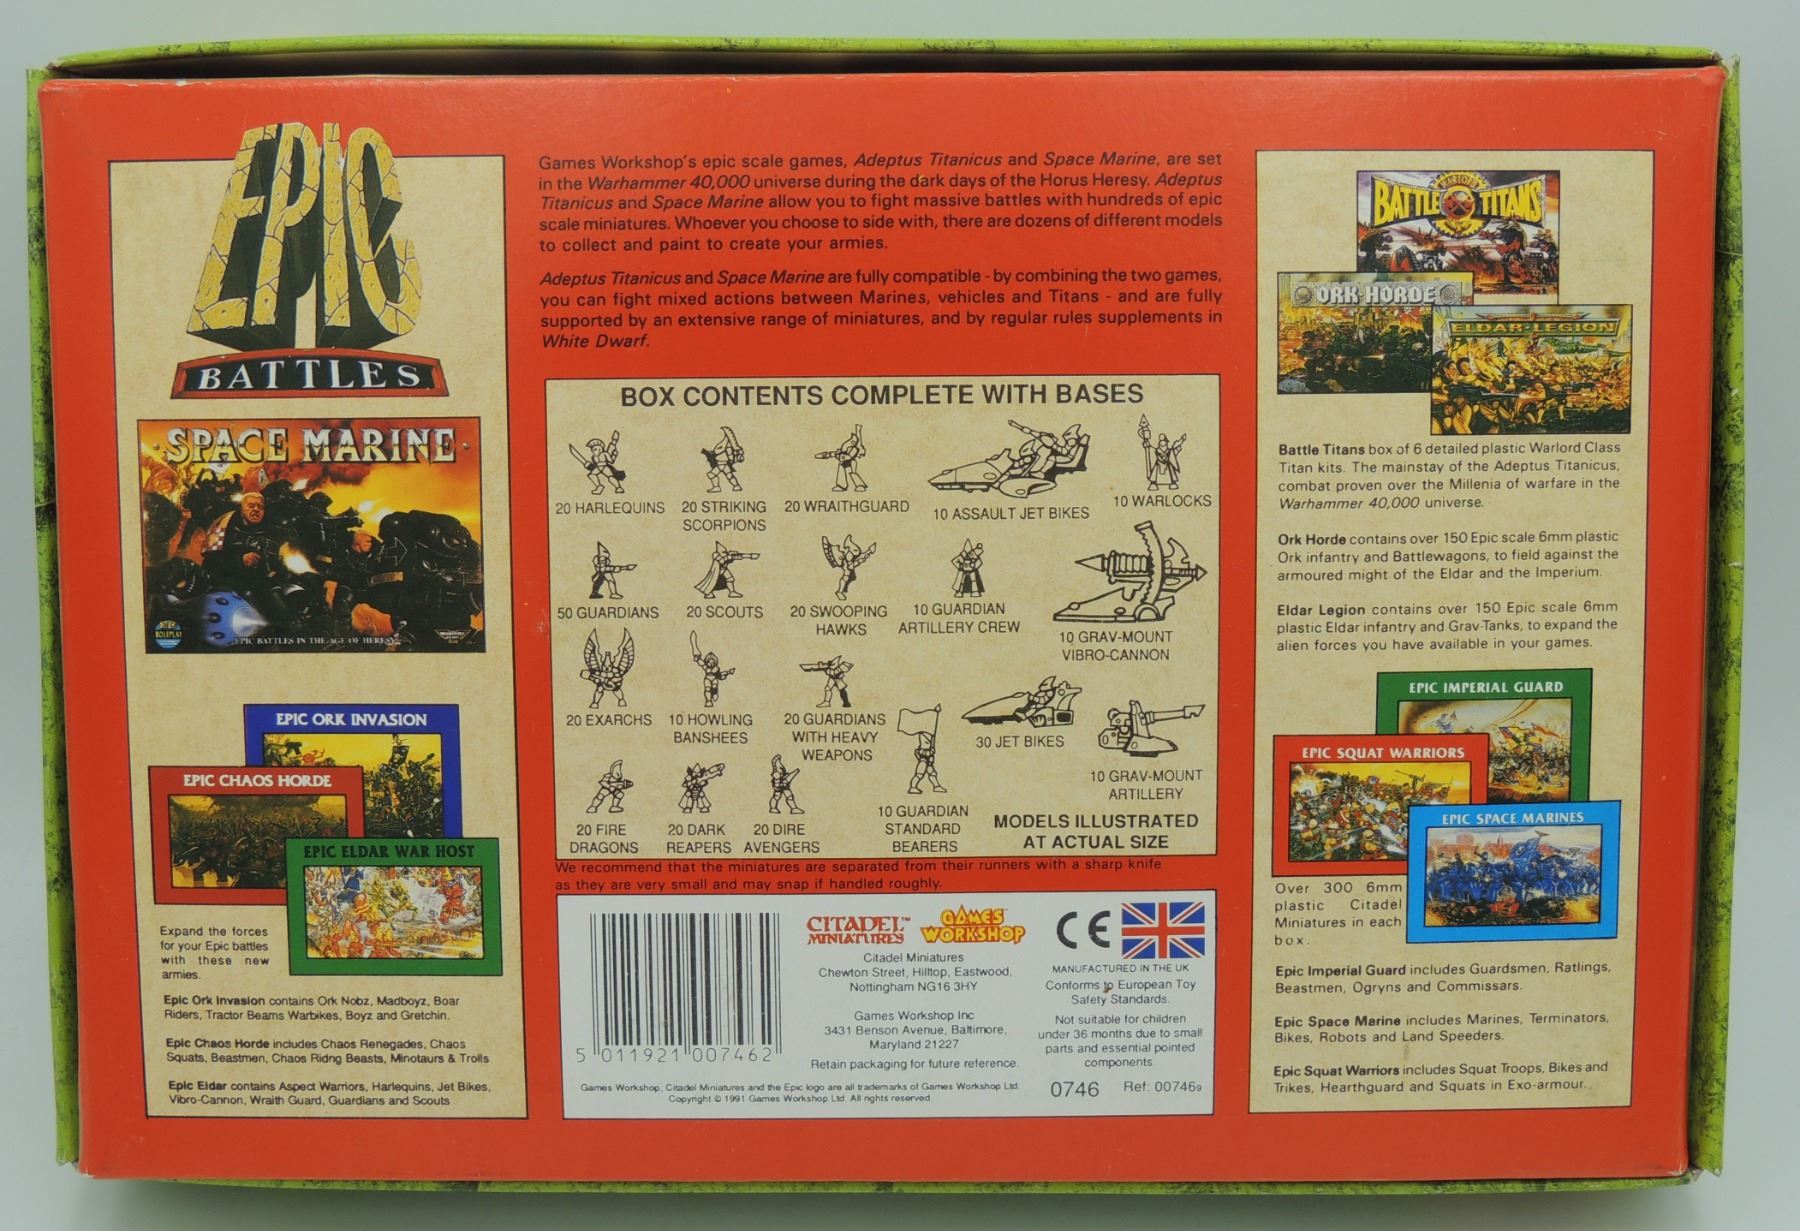 EPIC
BATTLES
SPACE MARINE
EPIC BATTLES IN THE AGE OF HERESY
EPIC ORK INVASION
EPIC CHAOS HORDE
EPIC ELDAR WAR HOST
Expand the forces
for your Epic battles
with these new
armies.
Epic Ork Invasion contains Ork Nobz, Madboyz, Boar
Riders, Tractor Beams Warbikes, Boyz and Gretchin.
Epic Chaos Horde includes Chaos Renegades, Chaos
Squats, Beastmen, Chaos Ridng Beasts, Minotaurs & Trolls
Epic Eldar contains Aspect Warriors, Harlequins, Jet Bikes,
Vibro-Cannon, Wraith Guard, Guardians and Scouts
Games Workshop's epic scale games, Adeptus Titanicus and Space Marine, are set
in the Warhammer 40,000 universe during the dark days of the Horus Heresy. Adeptus
Titanicus and Space Marine allow you to fight massive battles with hundreds of epic
scale miniatures. Whoever you choose to side with, there are dozens of different models
to collect and paint to create your armies.
Adeptus Titanicus and Space Marine are fully compatible - by combining the two games,
you can fight mixed actions between Marines, vehicles and Titans - and are fully
supported by an extensive range of miniatures, and by regular rules supplements in
White Dwarf.
BOX CONTENTS COMPLETE WITH BASES
20 HARLEQUINS
20 STRIKING
SCORPIONS
20 WRAITHGUARD
10 ASSAULT JET BIKES
10 WARLOCKS
50 GUARDIANS
20 SCOUTS
20 SWOOPING
HAWKS
10 GUARDIAN
ARTILLERY CREW
10 GRAV-MOUNT
VIBRO-CANNON
20 EXARCHS
10 HOWLING
BANSHEES
20 GUARDIANS
WITH HEAVY
WEAPONS
30 JET BIKES
10 GRAV-MOUNT
ARTILLERY
20 FIRE
DRAGONS
20 DARK
REAPERS
20 DIRE
AVENGERS
10 GUARDIAN
STANDARD
BEARERS
MODELS ILLUSTRATED
AT ACTUAL SIZE
We recommend that the miniatures are separated from their runners with a sharp knife
as they are very small and may snap if handled roughly.
5 011921 007462
CITADEL™
MINIATURES
GAMES
WORKSHOP
Citadel Miniatures
Chewton Street, Hilltop, Eastwood,
Nottingham NG16 3HY
Games Workshop Inc
3431 Benson Avenue, Baltimore,
Maryland 21227
Retain packaging for future reference.
CE
MANUFACTURED IN THE UK
Conforms to European Toy
Safety Standards.
Not suitable for children
under 36 months due to small
parts and essential pointed
components.
Games Workshop, Citadel Miniatures and the Epic logo are all trademarks of Games Workshop Ltd.
Copyright © 1991 Games Workshop Ltd. All rights reserved.
0746 Ref: 007469
BATTLE TITANS
ORK HORDE
ELDAR LEGION
Battle Titans box of 6 detailed plastic Warlord Class
Titan kits. The mainstay of the Adeptus Titanicus,
combat proven over the Millenia of warfare in the
Warhammer 40,000 universe.
Ork Horde contains over 150 Epic scale 6mm plastic
Ork infantry and Battlewagons, to field against the
armoured might of the Eldar and the Imperium.
Eldar Legion contains over 150 Epic scale 6mm
plastic Eldar infantry and Grav-Tanks, to expand the
alien forces you have available in your games.
EPIC IMPERIAL GUARD
EPIC SQUAT WARRIORS
EPIC SPACE MARINES
Over 300 6mm
plastic Citadel
Miniatures in each
box.
Epic Imperial Guard includes Guardsmen, Ratlings,
Beastmen, Ogryns and Commissars.
Epic Space Marine includes Marines, Terminators,
Bikes, Robots and Land Speeders.
Epic Squat Warriors includes Squat Troops, Bikes and
Trikes, Hearthguard and Squats in Exo-armour.